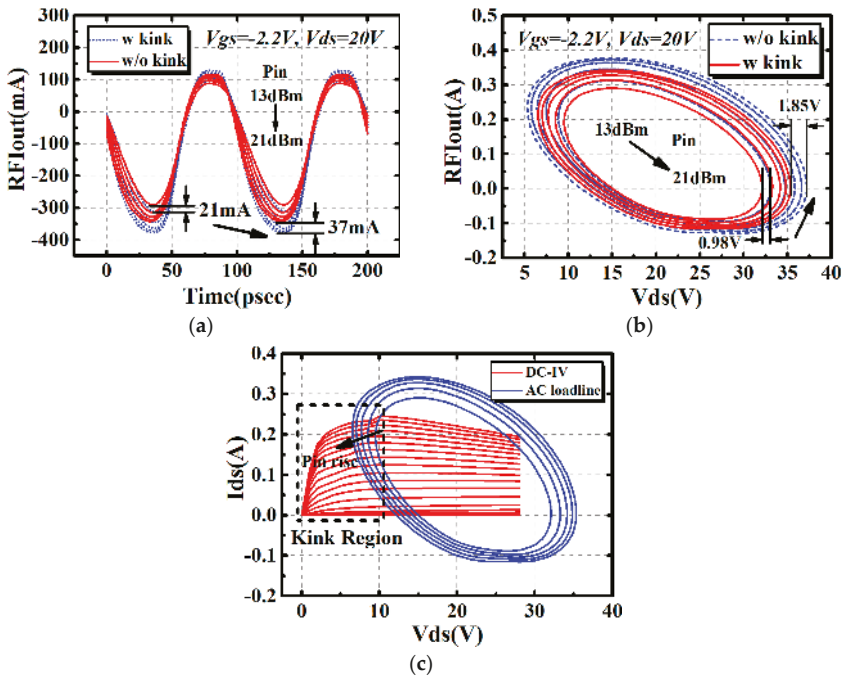 w kink
w/o kink
Vgs=-2.2V, Vds=20V
Pin
13dBm
21dBm
21mA
37mA
RFIout(mA)
300
200
100
0
-100
-200
-300
-400
0 50 100 150 200
Time(psec)
(a)
Vgs=-2.2V, Vds=20V
w/o kink
w kink
1.85V
13dBm
Pin
21dBm
0.98V
RFIout(A)
0.5
0.4
0.3
0.2
0.1
0.0
-0.1
-0.2
5 10 15 20 25 30 35 40
Vds(V)
(b)
DC-IV
AC loadline
Pin rise
Kink Region
Ids(A)
0.4
0.3
0.2
0.1
0.0
-0.1
-0.2
0 10 20 30 40
Vds(V)
(c)